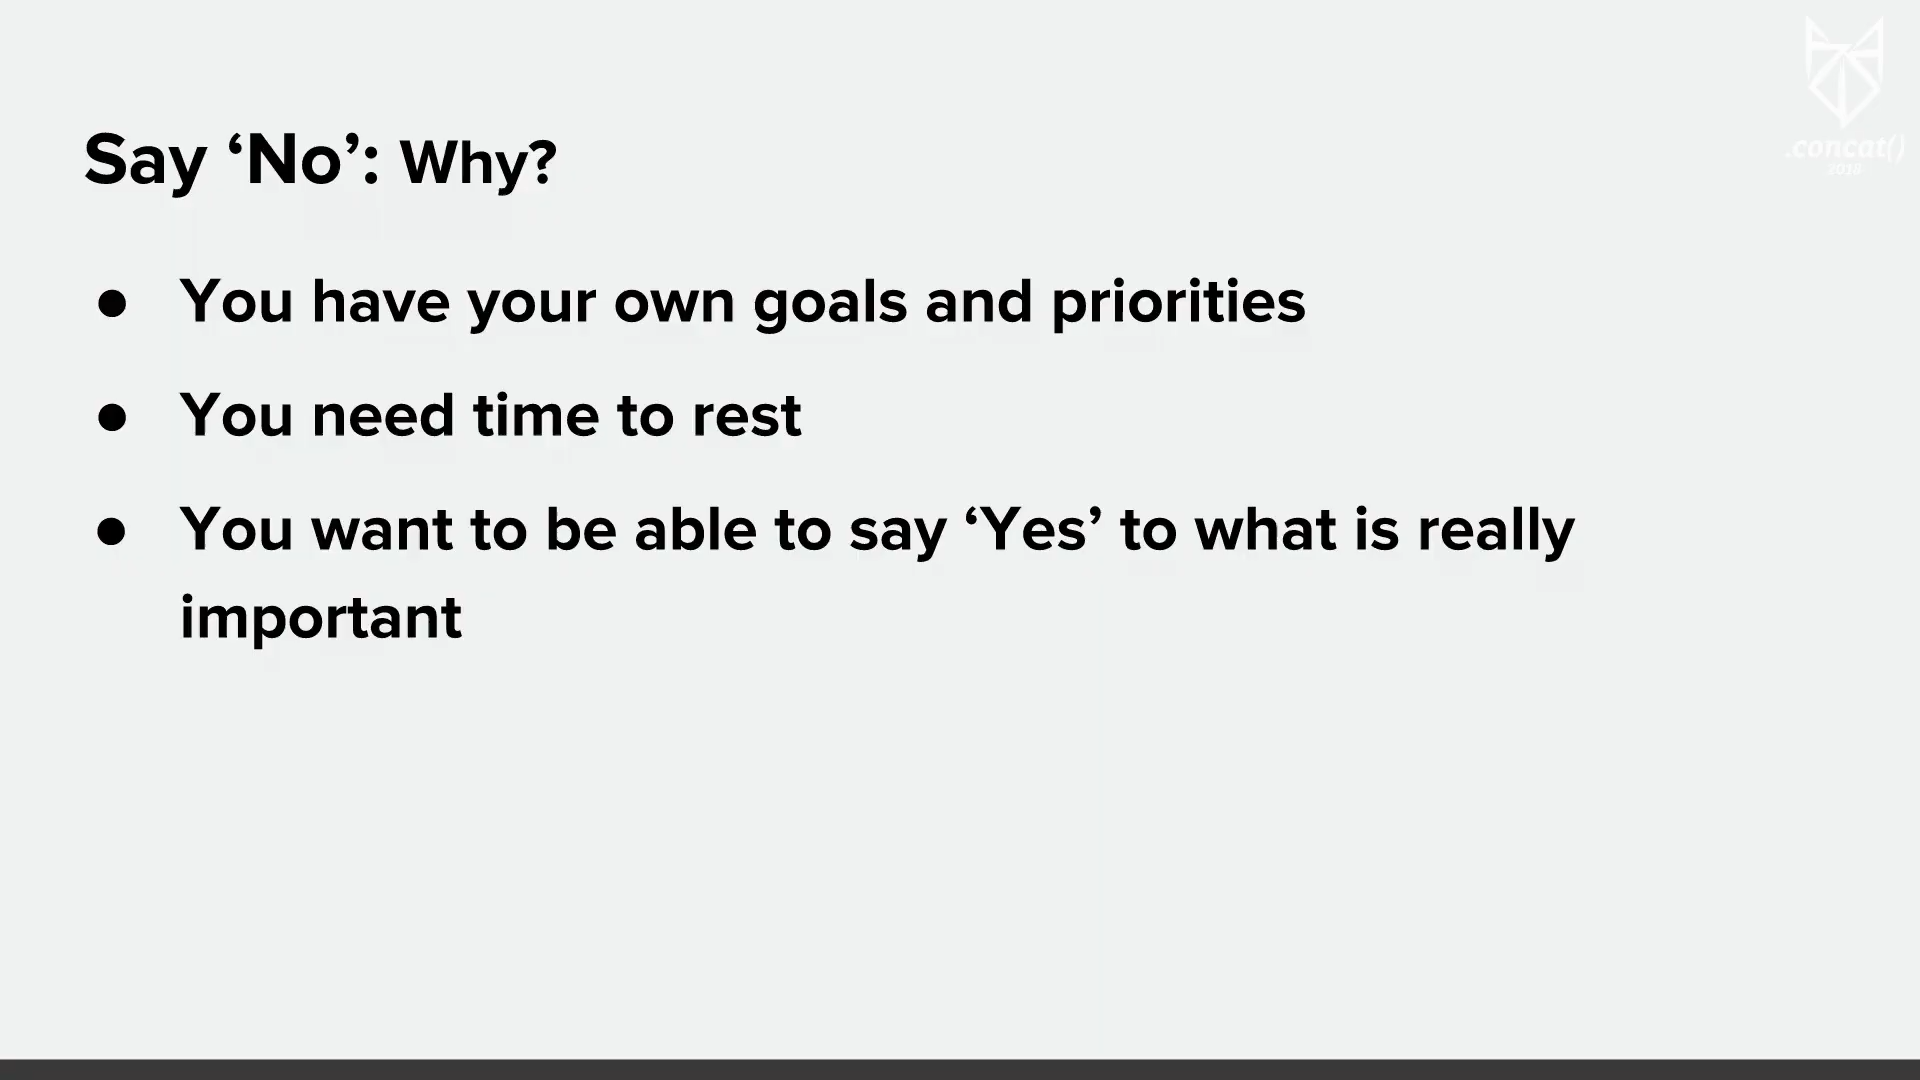 Say ‘No’: Why?
● You have your own goals and priorities
● You need time to rest
● You want to be able to say ‘Yes’ to what is really
important
.concat()
2018